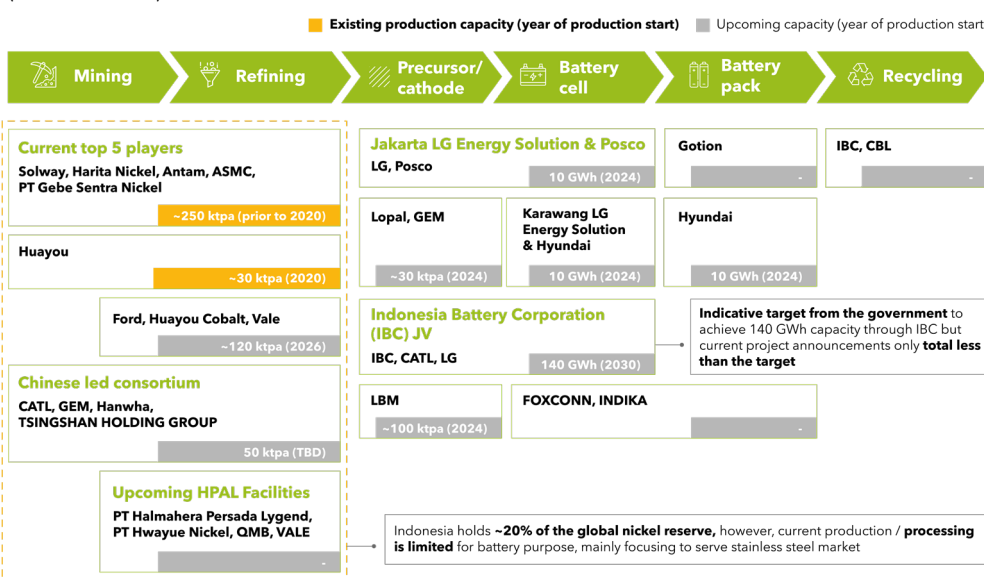 Existing production capacity (year of production start)
Upcoming capacity (year of production start
Mining
Refining
Precursor/
cathode
Battery
cell
Battery
pack
Recycling
Current top 5 players
Solway, Harita Nickel, Antam, ASMC,
PT Gebe Sentra Nickel
~250 ktpa (prior to 2020)
Huayou
~30 ktpa (2020)
Ford, Huayou Cobalt, Vale
~120 ktpa (2026)
Chinese led consortium
CATL, GEM, Hanwha,
TSINGSHAN HOLDING GROUP
50 ktpa (TBD)
Upcoming HPAL Facilities
PT Halmahera Persada Lygend,
PT Hwayue Nickel, QMB, VALE
-
Jakarta LG Energy Solution & Posco
LG, Posco
10 GWh (2024)
Gotion
-
IBC, CBL
-
Lopal, GEM
~30 ktpa (2024)
Karawang LG
Energy Solution
& Hyundai
10 GWh (2024)
Hyundai
10 GWh (2024)
Indonesia Battery Corporation
(IBC) JV
IBC, CATL, LG
140 GWh (2030)
Indicative target from the government to
achieve 140 GWh capacity through IBC but
current project announcements only total less
than the target
LBM
~100 ktpa (2024)
FOXCONN, INDIKA
-
Indonesia holds ~20% of the global nickel reserve, however, current production / processing
is limited for battery purpose, mainly focusing to serve stainless steel market